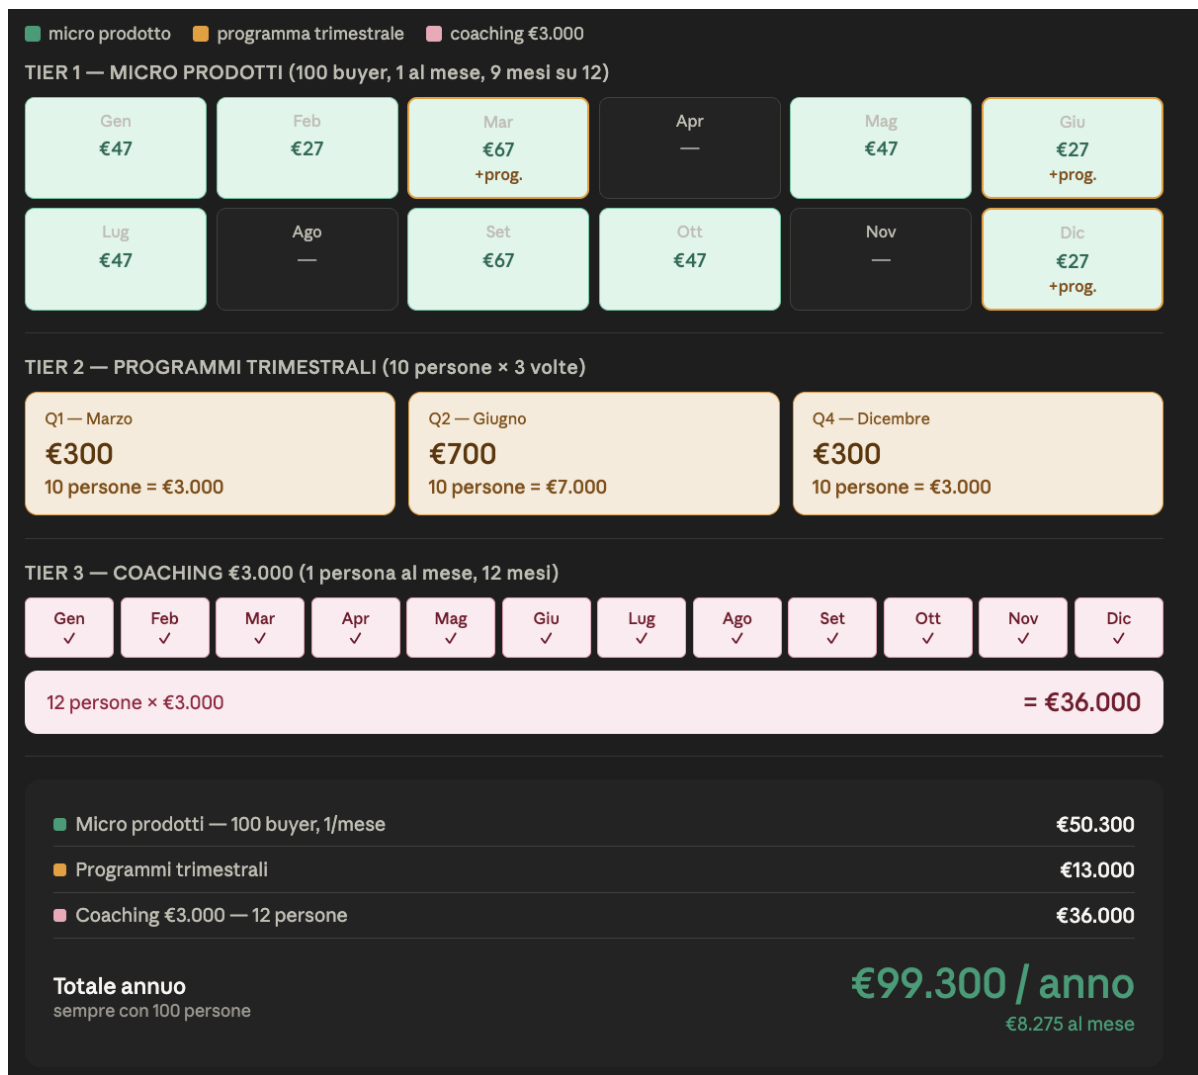 micro prodotto programma trimestrale coaching €3.000
TIER 1 — MICRO PRODOTTI (100 buyer, 1 al mese, 9 mesi su 12)
Gen Feb Mar Apr Mag Giu
€47 €27 €67 — €47 €27
+prog. +prog.
Lug Ago Set Ott Nov Dic
€47 — €67 €47 — €27
+prog.
TIER 2 — PROGRAMMI TRIMESTRALI (10 persone × 3 volte)
Q1 — Marzo Q2 — Giugno Q4 — Dicembre
€300 €700 €300
10 persone = €3.000 10 persone = €7.000 10 persone = €3.000
TIER 3 — COACHING €3.000 (1 persona al mese, 12 mesi)
Gen Feb Mar Apr Mag Giu Lug Ago Set Ott Nov Dic
✓ ✓ ✓ ✓ ✓ ✓ ✓ ✓ ✓ ✓ ✓ ✓
12 persone × €3.000 = €36.000
Micro prodotti — 100 buyer, 1/mese €50.300
Programmi trimestrali €13.000
Coaching €3.000 — 12 persone €36.000
Totale annuo €99.300 / anno
sempre con 100 persone €8.275 al mese